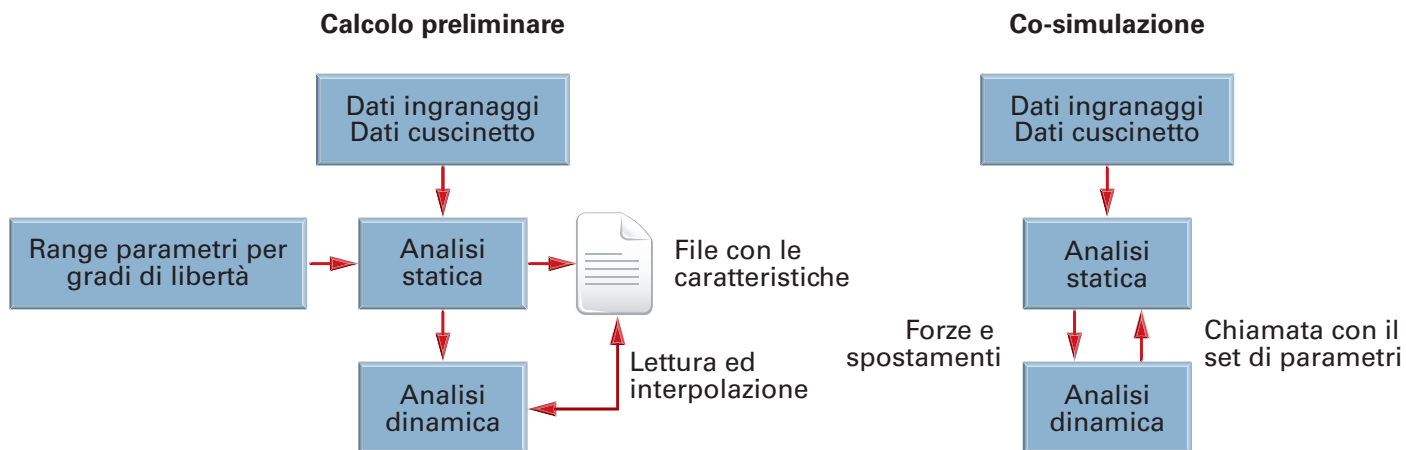 Calcolo preliminare
Dati ingranaggi
Dati cuscinetto
Range parametri per
gradi di libertà
Analisi
statica
File con le
caratteristiche
Lettura ed
interpolazione
Analisi
dinamica
Co-simulazione
Dati ingranaggi
Dati cuscinetto
Analisi
statica
Forze e
spostamenti
Chiamata con il
set di parametri
Analisi
dinamica